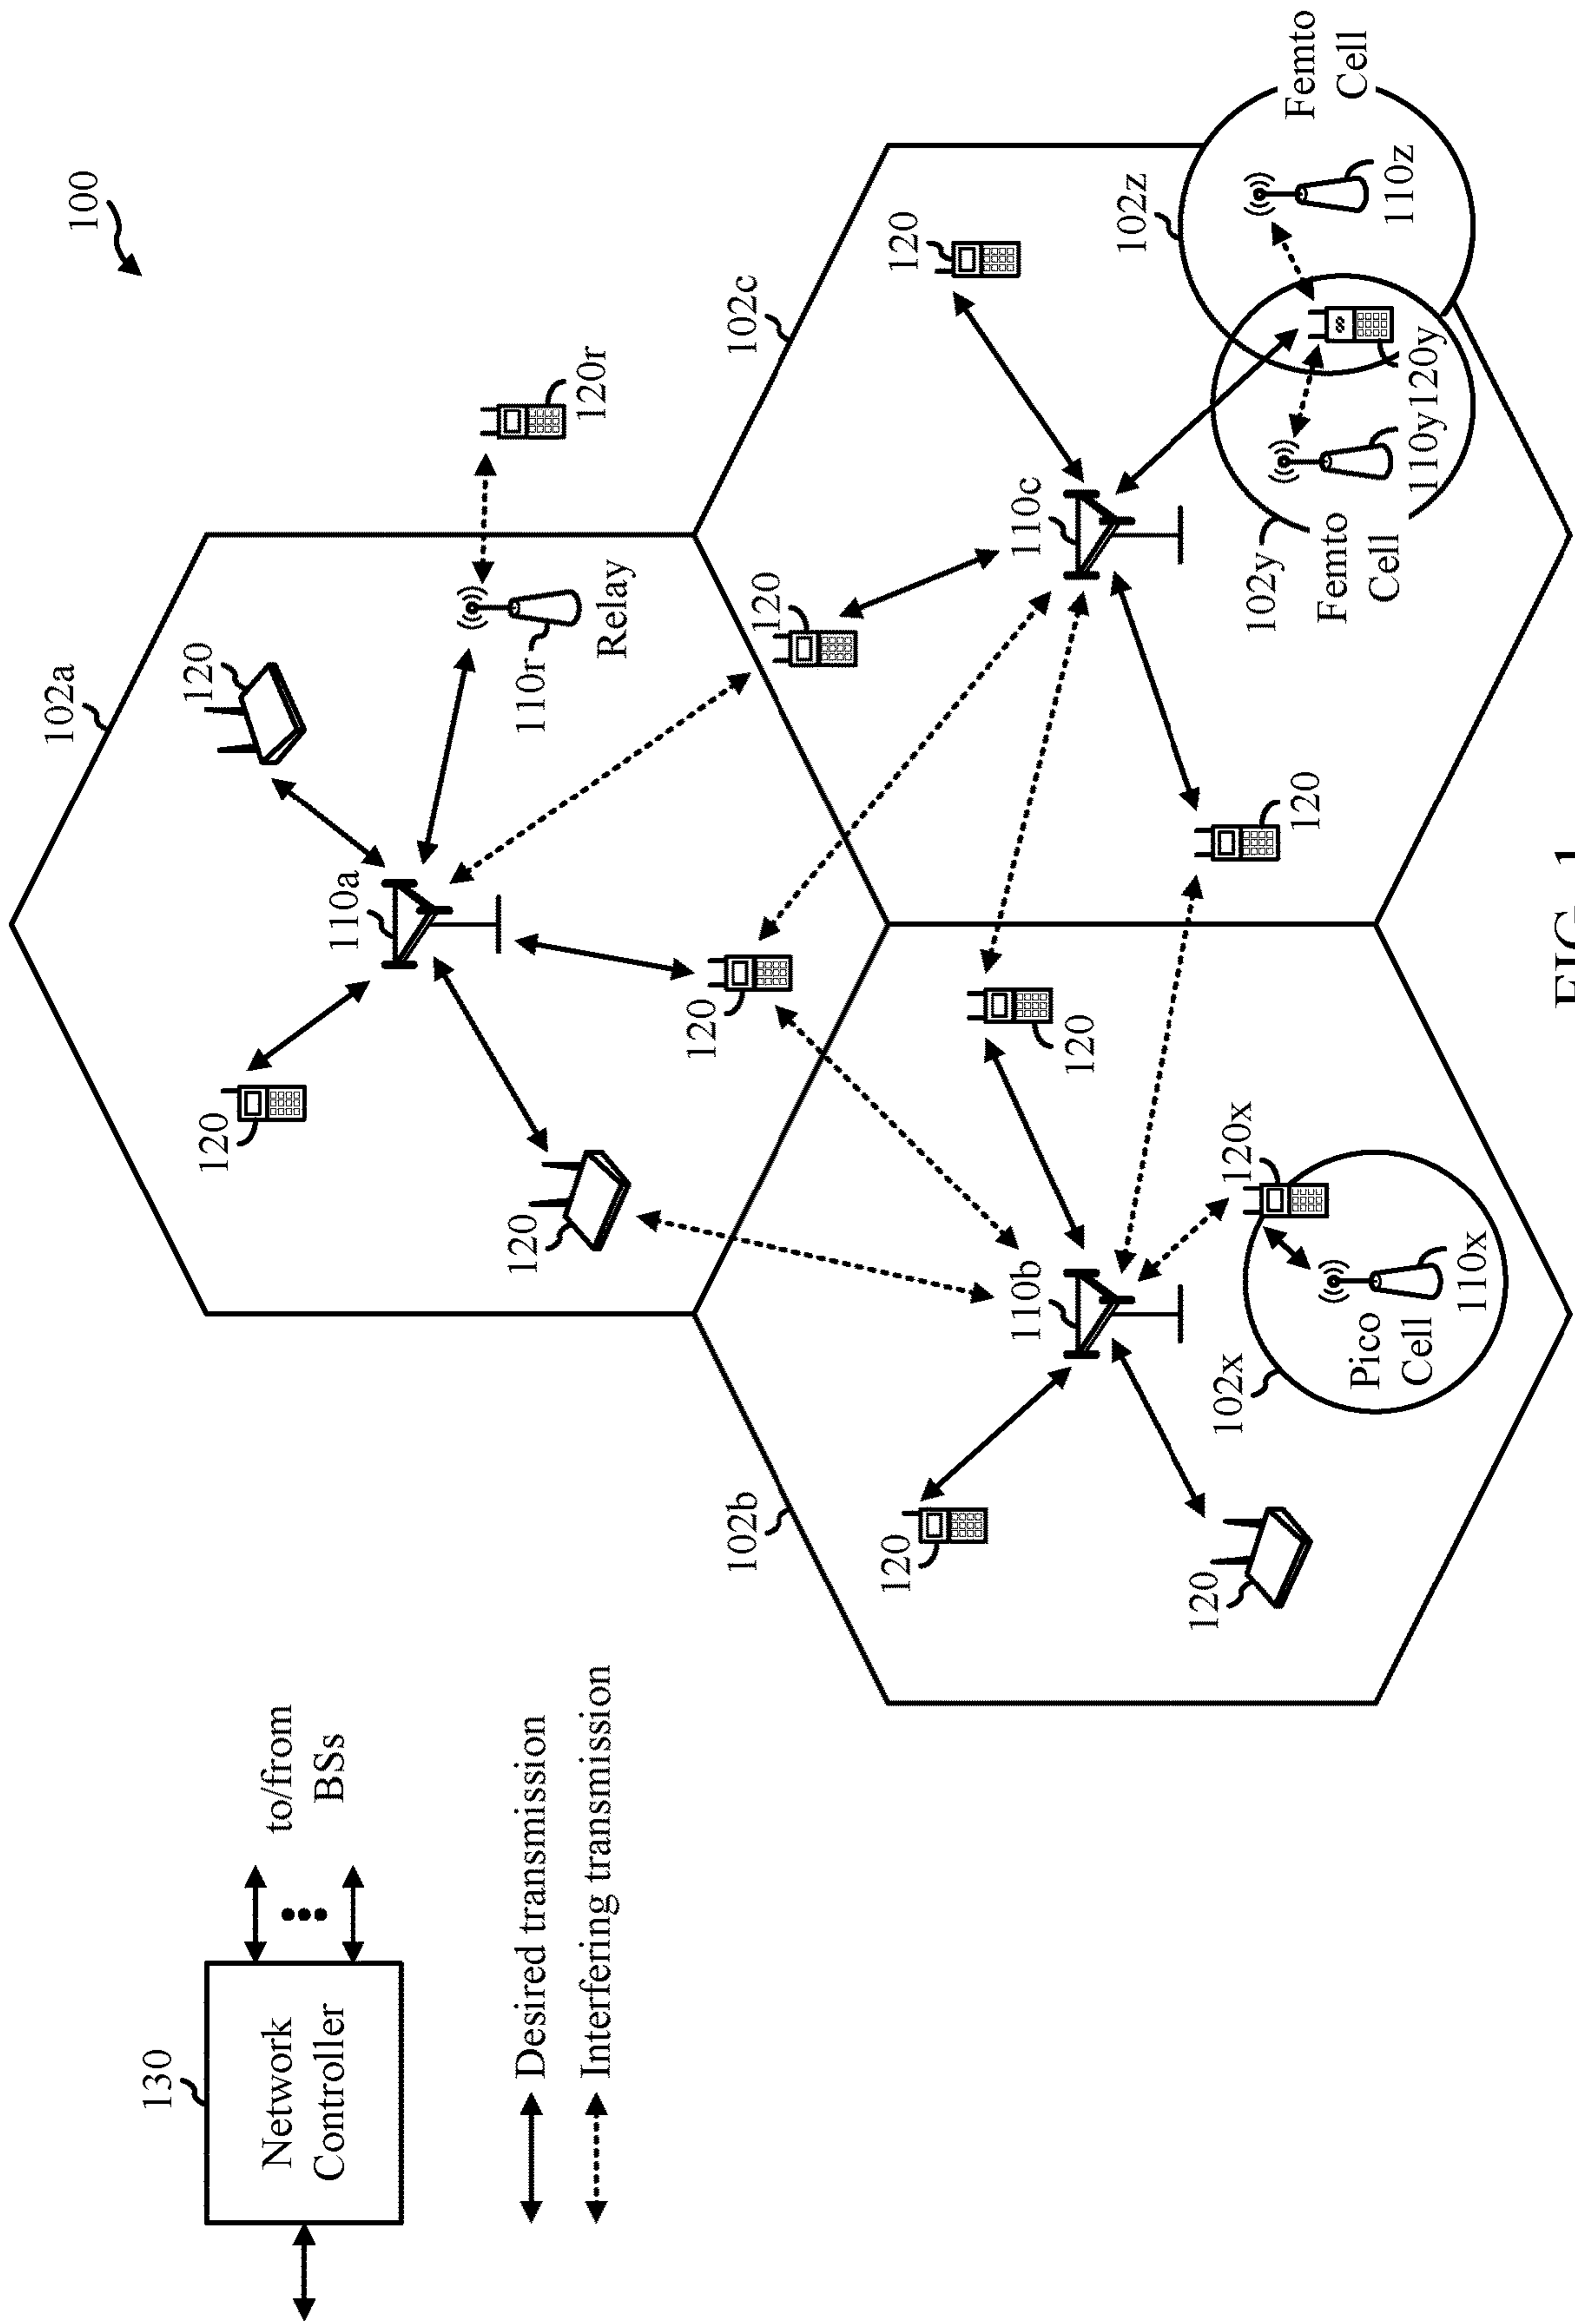 100
130
Network
Controller
to/from
BSs
Desired transmission
Interfering transmission
102a
120
120
110a
120
120
110r
Relay
120r
102b
120
120
110b
120
120
102x
Pico
Cell
110x
120x
102c
120
120
110c
120
102y
Femto
Cell
110y
120y
102z
110z
Femto
Cell